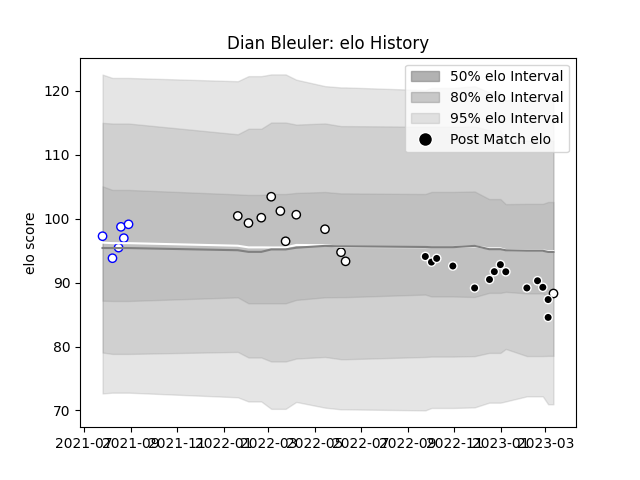 Dian Bleuler: elo History
50% elo Interval
80% elo Interval
95% elo Interval
Post Match elo
elo score
120
110
100
90
80
70
2021-07 2021-09 2021-11 2022-01 2022-03 2022-05 2022-07 2022-09 2022-11 2023-01 2023-03